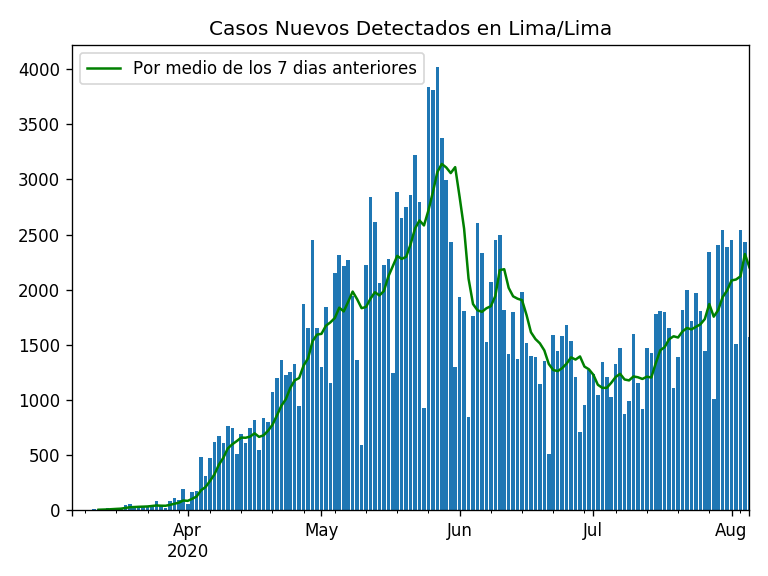 Casos Nuevos Detectados en Lima/Lima
Por medio de los 7 dias anteriores
4000
3500
3000
2500
2000
1500
1000
500
0
Apr
2020
May
Jun
Jul
Aug